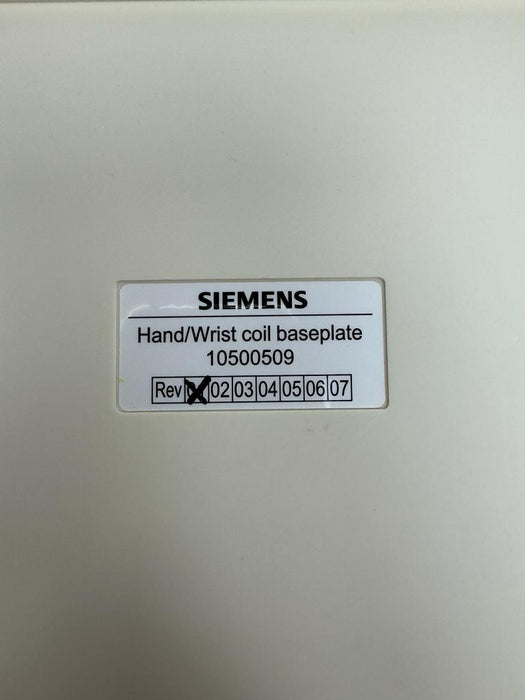 SIEMENS
Hand/Wrist coil baseplate
10500509
Rev 02 03 04 05 06 07